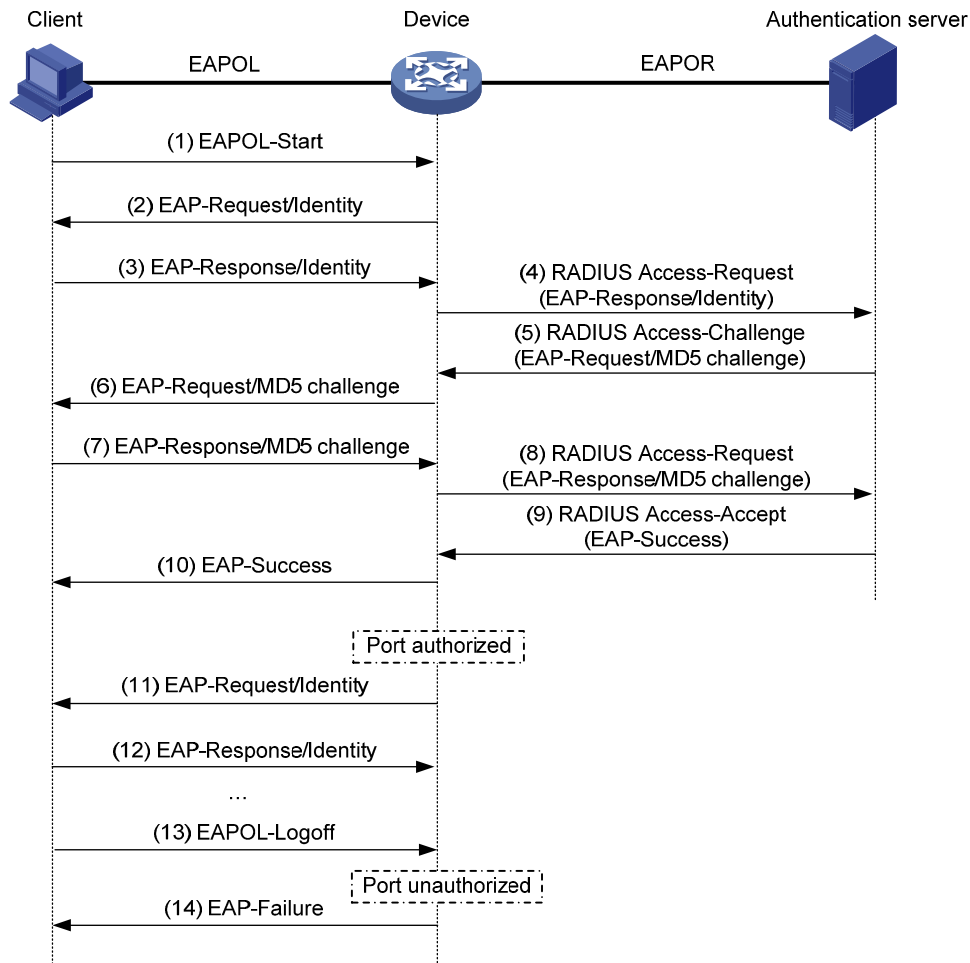 Client
Device
Authentication server
EAPOL
EAPOR
(1) EAPOL-Start
(2) EAP-Request/Identity
(3) EAP-Response/Identity
(4) RADIUS Access-Request
(EAP-Response/Identity)
(5) RADIUS Access-Challenge
(EAP-Request/MD5 challenge)
(6) EAP-Request/MD5 challenge
(7) EAP-Response/MD5 challenge
(8) RADIUS Access-Request
(EAP-Response/MD5 challenge)
(9) RADIUS Access-Accept
(EAP-Success)
(10) EAP-Success
Port authorized
(11) EAP-Request/Identity
(12) EAP-Response/Identity
...
(13) EAPOL-Logoff
Port unauthorized
(14) EAP-Failure